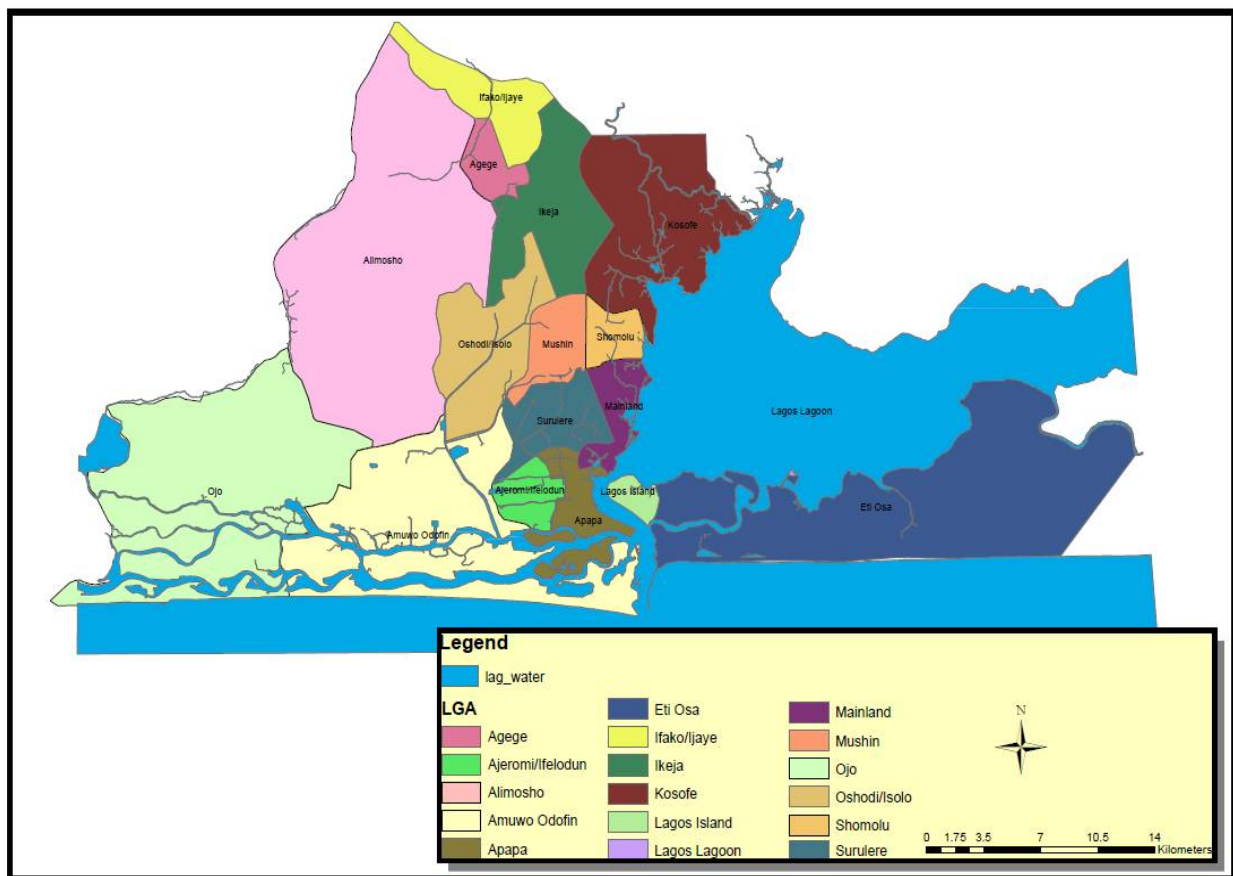 Ifako/Ijaye
Agege
Ikeja
Kosofe
Alimosho
Oshodi/Isolo
Mushin
Shomolu
Surulere
Mainland
Lagos Lagoon
Ojo
Ajeromi/Ifelodun
Lagos Island
Apapa
Eti Osa
Amuwo Odofin
Legend
lag_water
LGA
Agege
Ajeromi/Ifelodun
Alimosho
Amuwo Odofin
Apapa
Eti Osa
Ifako/Ijaye
Ikeja
Kosofe
Lagos Island
Lagos Lagoon
Mainland
Mushin
Ojo
Oshodi/Isolo
Shomolu
Surulere
N
0 1.75 3.5 7 10.5 14
Kilometers